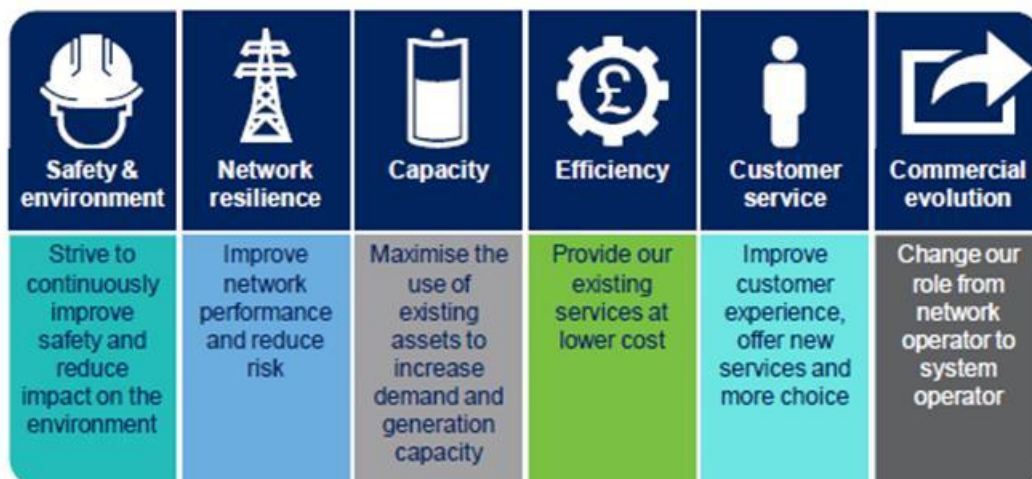 Safety &
environment
Network
resilience
Capacity
£
Efficiency
Customer
service
Commercial
evolution
Strive to
continuously
improve
safety and
reduce
impact on the
environment
Improve
network
performance
and reduce
risk
Maximise the
use of
existing
assets to
increase
demand and
generation
capacity
Provide our
existing
services at
lower cost
Improve
customer
experience,
offer new
services and
more choice
Change our
role from
network
operator to
system
operator